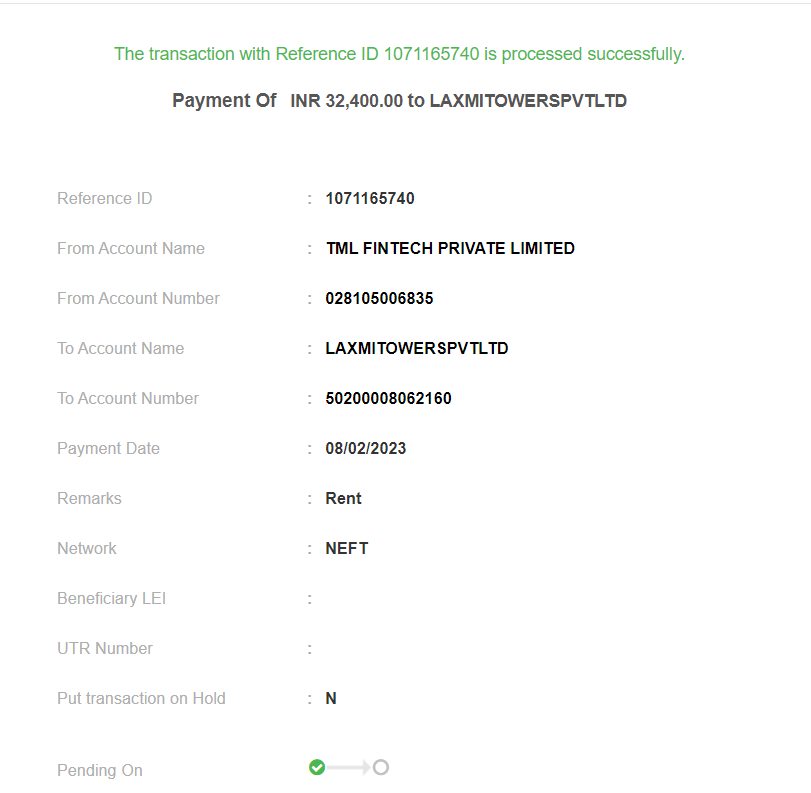 The transaction with Reference ID 1071165740 is processed successfully.
Payment Of INR 32,400.00 to LAXMITOWERSPVTLTD
Reference ID : 1071165740
From Account Name : TML FINTECH PRIVATE LIMITED
From Account Number : 028105006835
To Account Name : LAXMITOWERSPVTLTD
To Account Number : 50200008062160
Payment Date : 08/02/2023
Remarks : Rent
Network : NEFT
Beneficiary LEI :
UTR Number :
Put transaction on Hold : N
Pending On